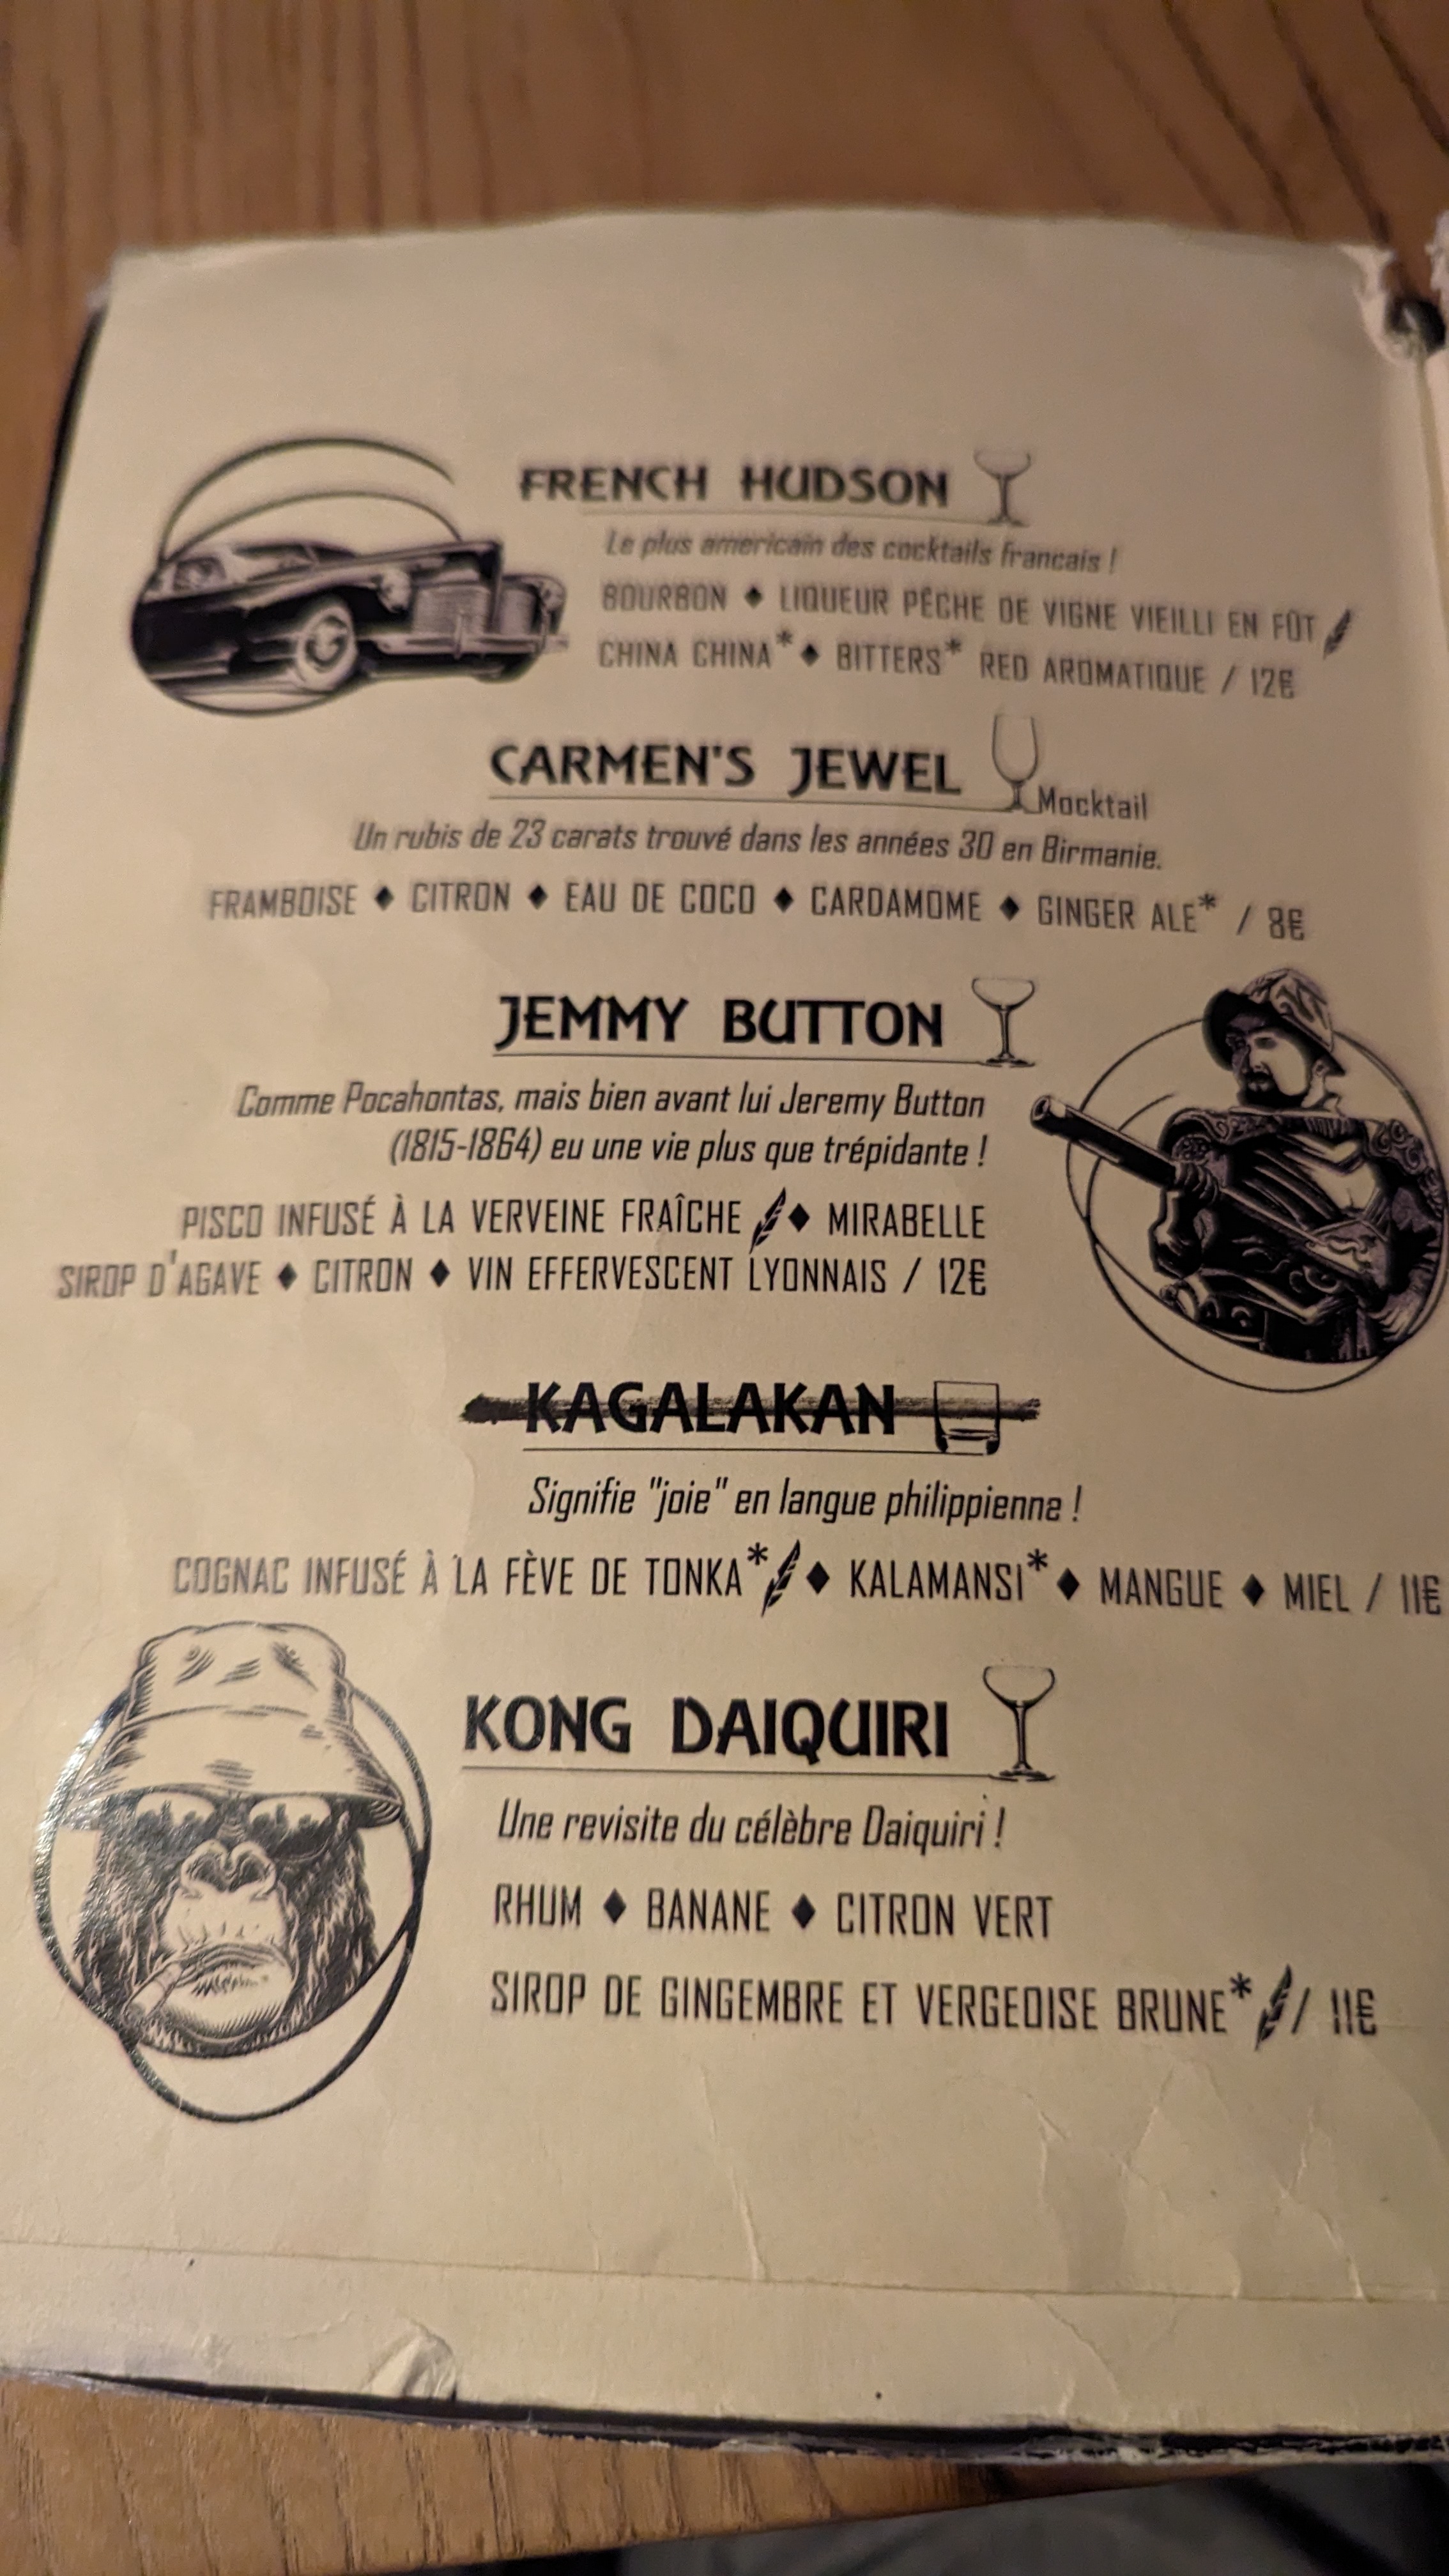 FRENCH HUDSON
Le plus americain des cocktails francais !
BOURBON ♦ LIQUEUR PÊCHE DE VIGNE VIEILLI EN FÛT
CHINA CHINA* ♦ BITTERS* RED AROMATIQUE / 12€
CARMEN'S JEWEL
Mocktail
Un rubis de 23 carats trouvé dans les années 30 en Birmanie.
FRAMBOISE ♦ CITRON ♦ EAU DE COCO ♦ CARDAMOME ♦ GINGER ALE* / 8€
JEMMY BUTTON
Comme Pocahontas, mais bien avant lui Jeremy Button
(1815-1864) eu une vie plus que trépidante !
PISCO INFUSÉ À LA VERVEINE FRAÎCHE ♦ MIRABELLE
SIROP D'AGAVE ♦ CITRON ♦ VIN EFFERVESCENT LYONNAIS / 12€
KAGALAKAN
Signifie "joie" en langue philippienne !
COGNAC INFUSÉ À LA FÈVE DE TONKA* ♦ KALAMANSI* ♦ MANGUE ♦ MIEL / 11€
KONG DAIQUIRI
Une revisite du célèbre Daiquiri !
RHUM ♦ BANANE ♦ CITRON VERT
SIROP DE GINGEMBRE ET VERGEOISE BRUNE* / 11€